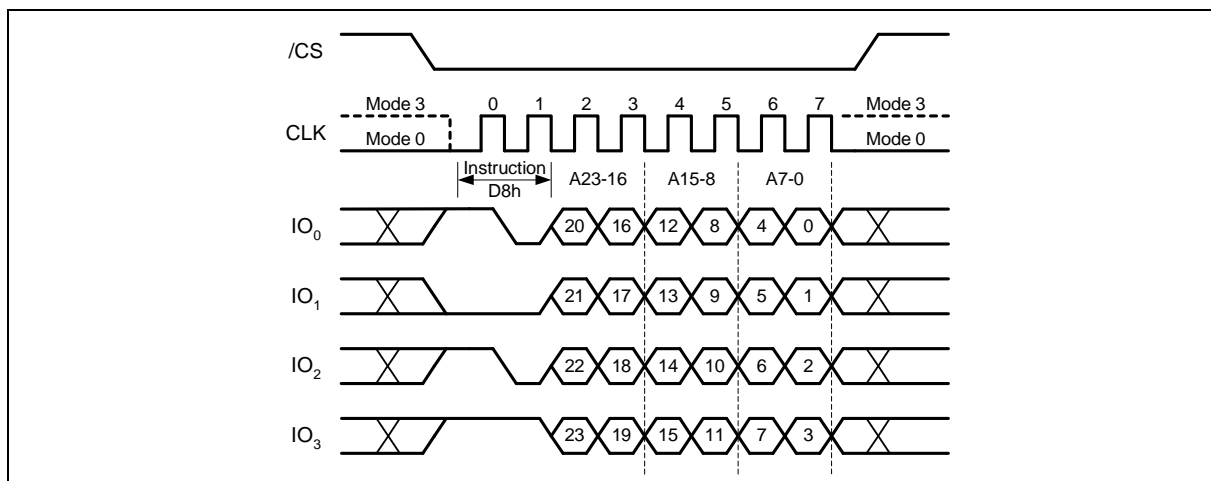 /CS
Mode 3 0 1 2 3 4 5 6 7 Mode 3
CLK Mode 0 Mode 0
Instruction
D8h A23-16 A15-8 A7-0
IO0 20 16 12 8 4 0
IO1 21 17 13 9 5 1
IO2 22 18 14 10 6 2
IO3 23 19 15 11 7 3